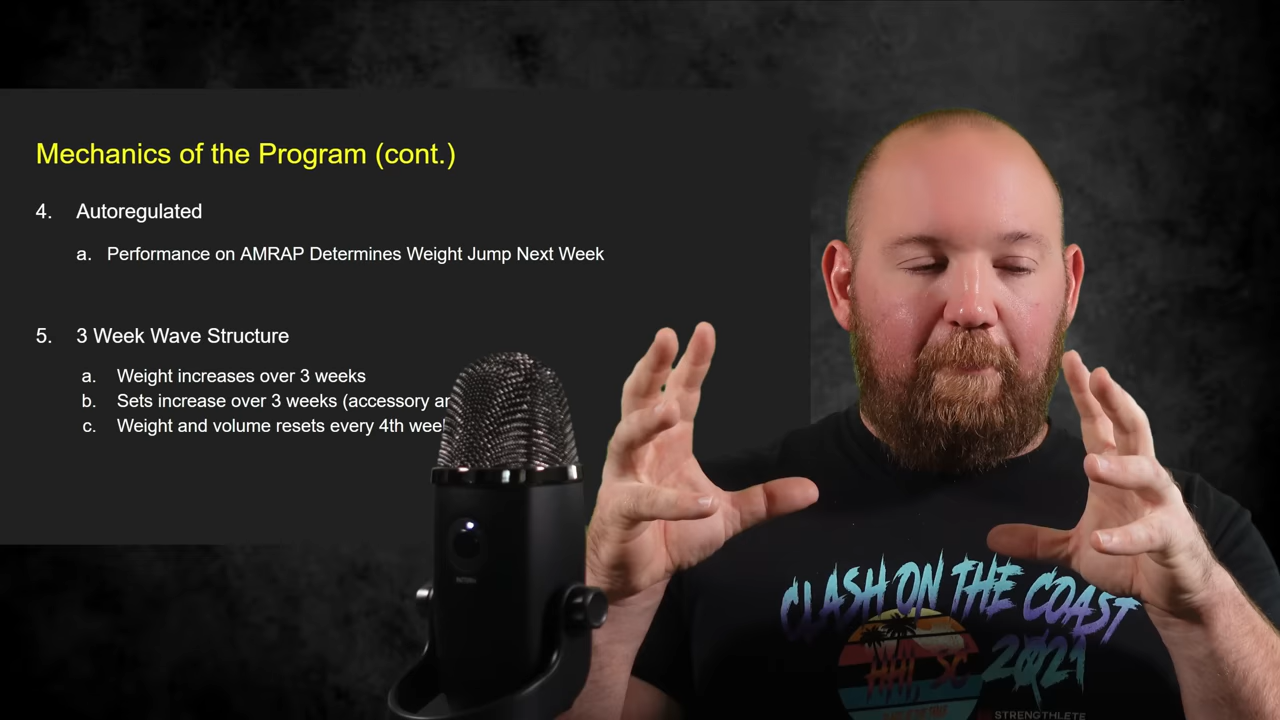 Mechanics of the Program (cont.)
4. Autoregulated
a. Performance on AMRAP Determines Weight Jump Next Week
5. 3 Week Wave Structure
a. Weight increases over 3 weeks
b. Sets increase over 3 weeks (accessory
c. Weight and volume resets every 4th
CLASH ON THE COAST
HHI, SC 2021
STRENGTHLETE